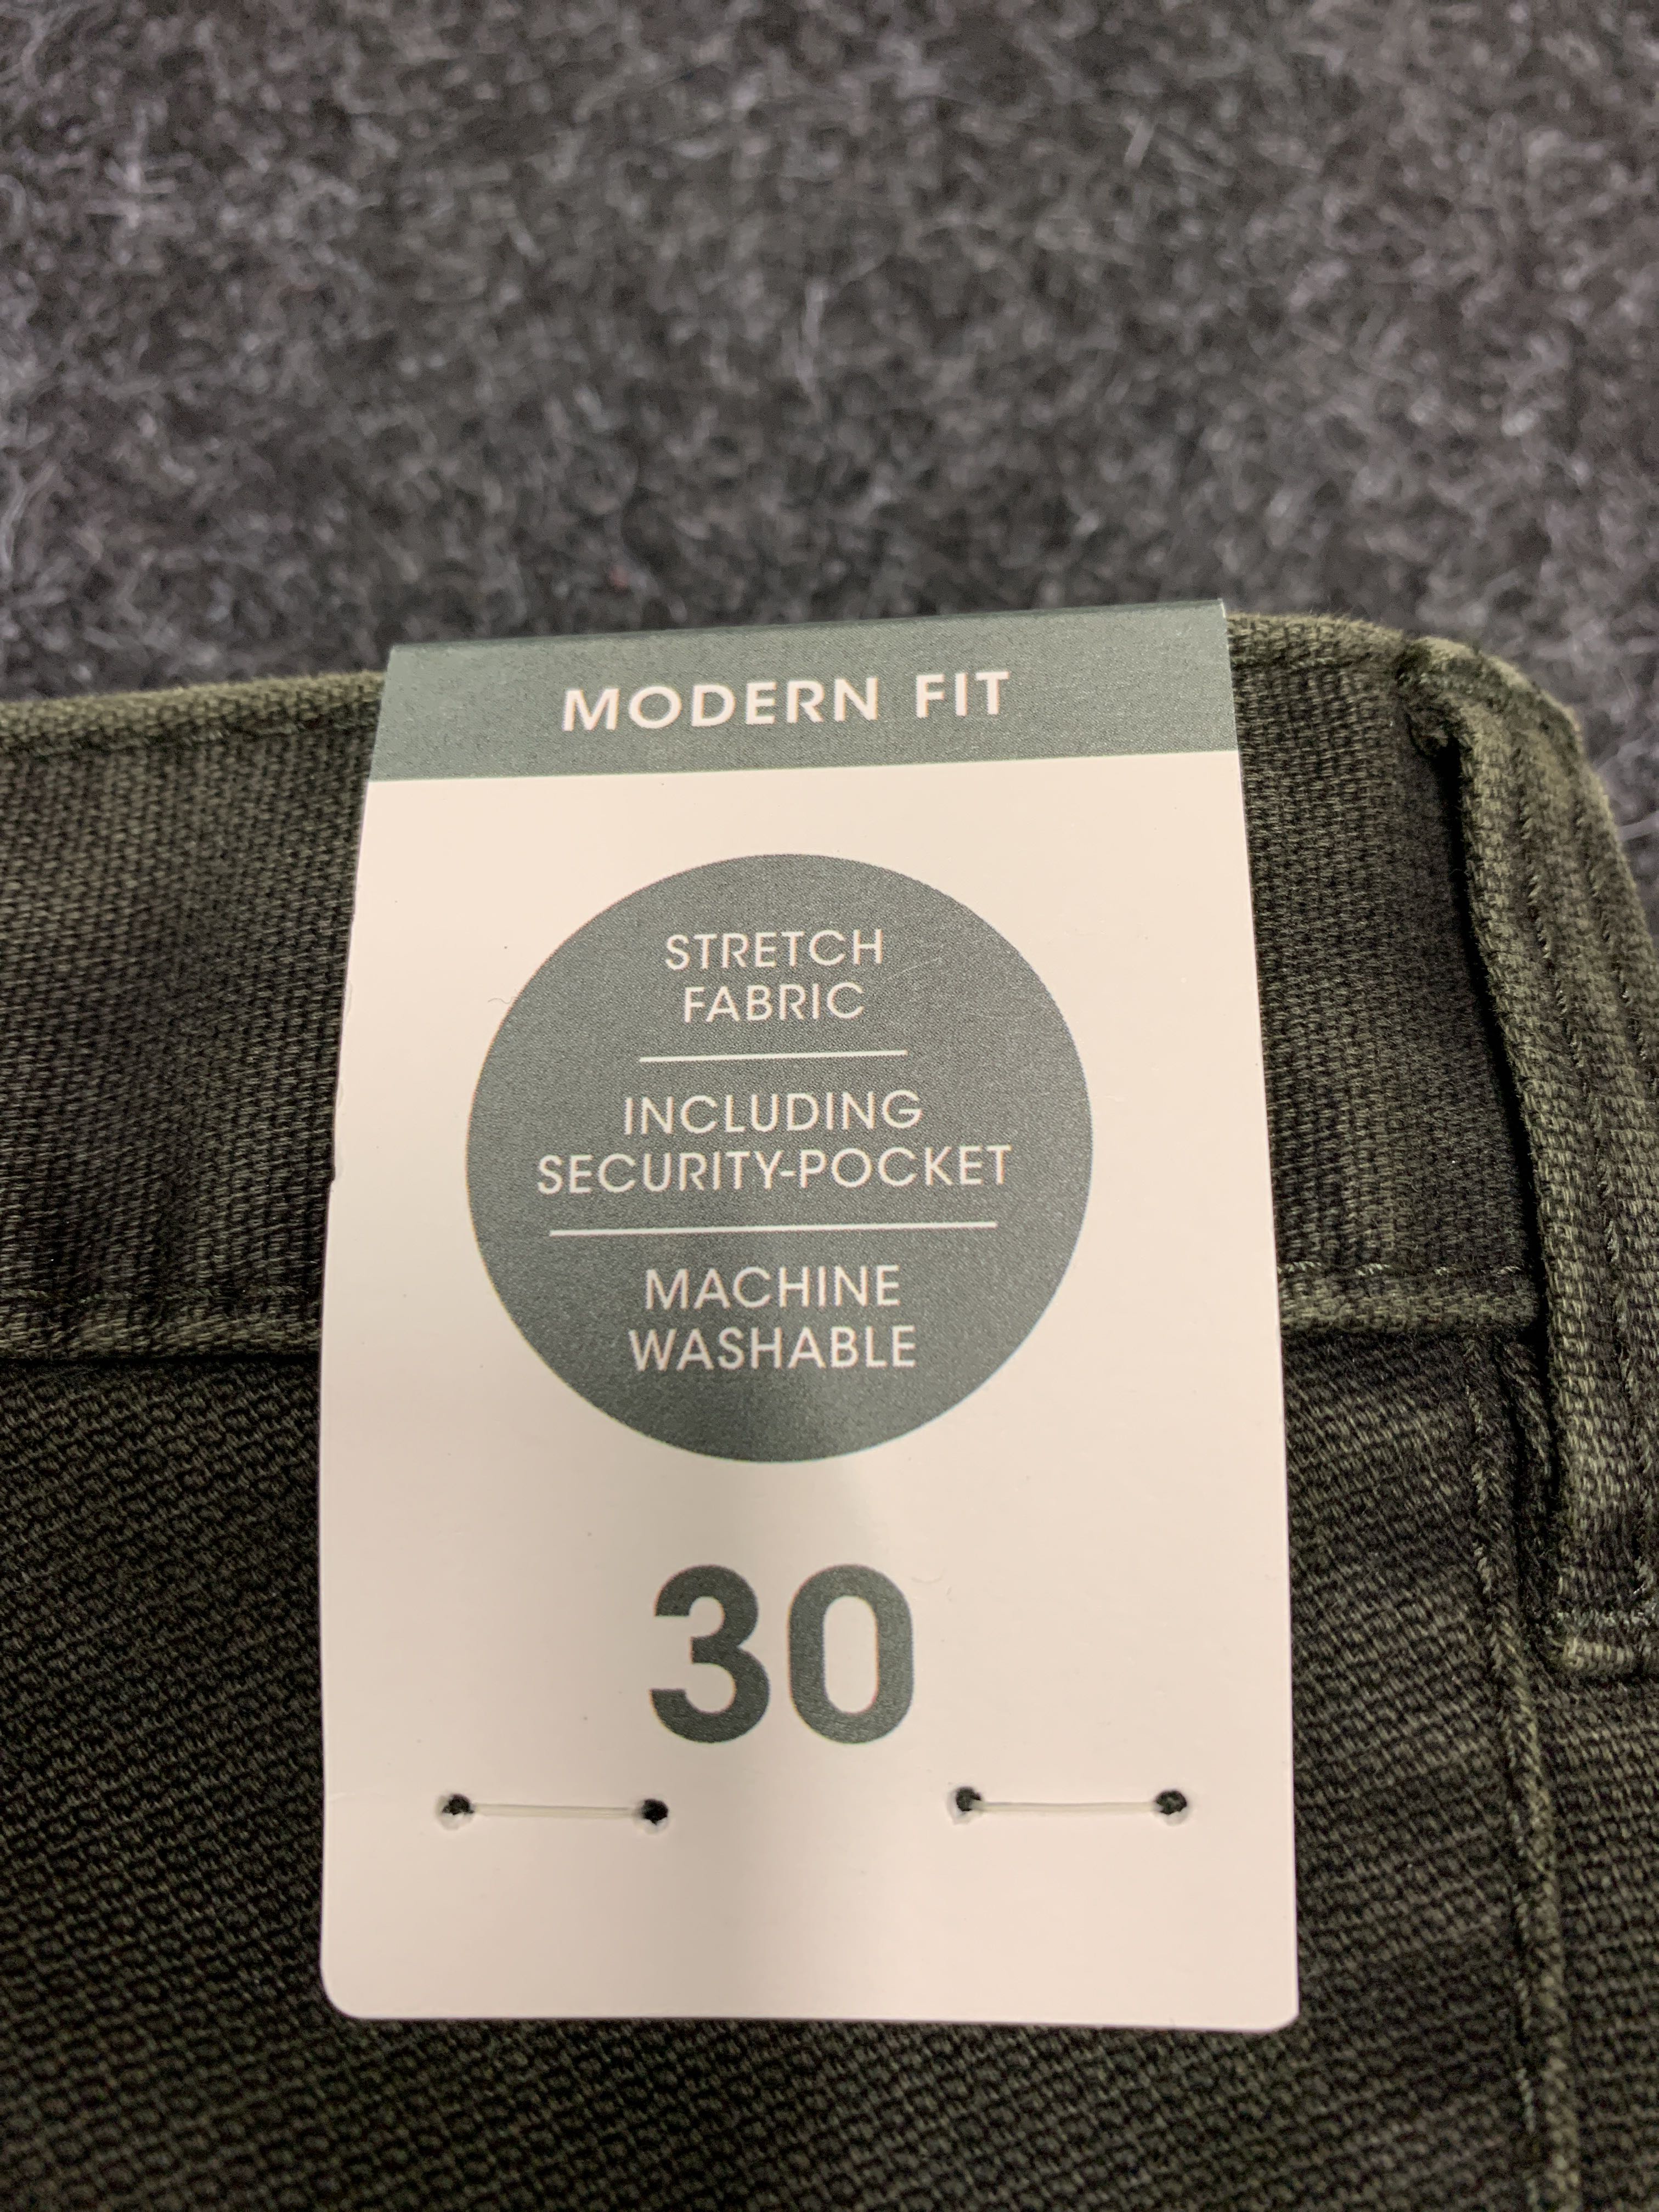 MODERN FIT
STRETCH
FABRIC
INCLUDING
SECURITY-POCKET
MACHINE
WASHABLE
30